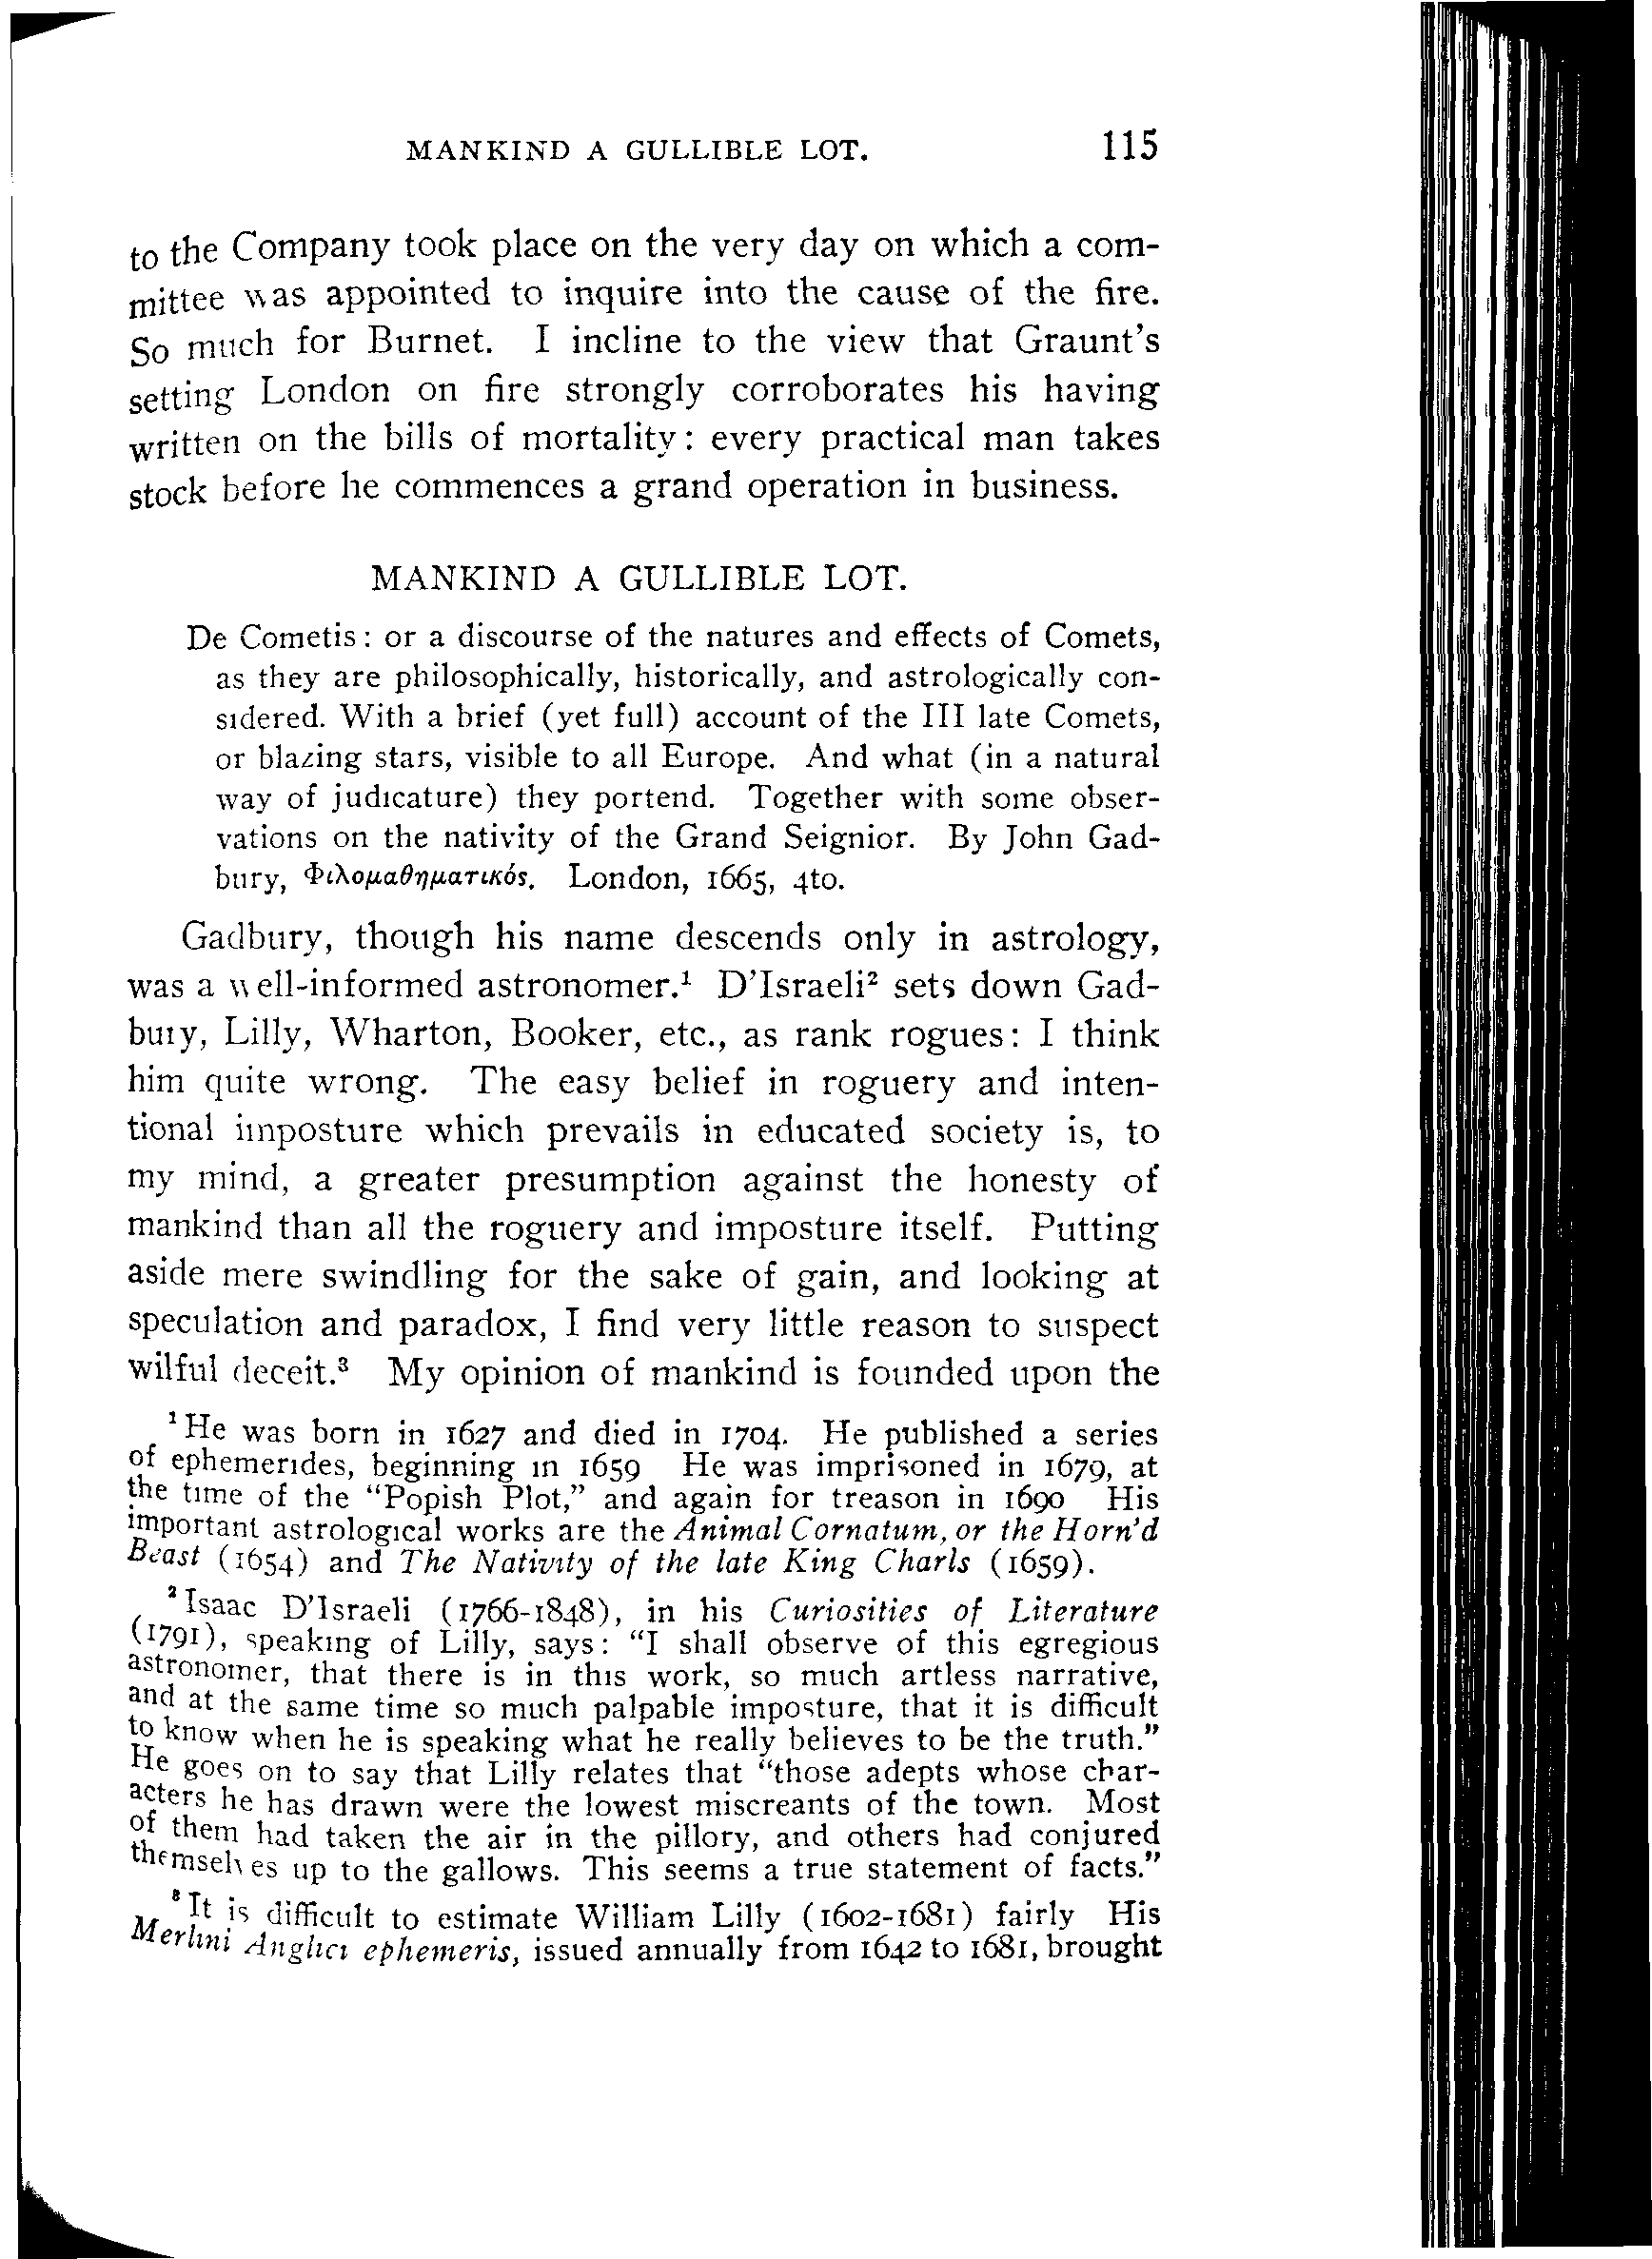 MANKIND A GULLIBLE LOT. 115
to the Company took place on the very day on which a com-
mittee was appointed to inquire into the cause of the fire.
So much for Burnet. I incline to the view that Graunt's
setting London on fire strongly corroborates his having
written on the bills of mortality: every practical man takes
stock before he commences a grand operation in business.
MANKIND A GULLIBLE LOT.
De Cometis: or a discourse of the natures and effects of Comets,
as they are philosophically, historically, and astrologically con-
sidered. With a brief (yet full) account of the III late Comets,
or blazing stars, visible to all Europe. And what (in a natural
way of judicature) they portend. Together with some obser-
vations on the nativity of the Grand Seignior. By John Gad-
bury, Φιλομαθηματικός. London, 1665, 4to.
Gadbury, though his name descends only in astrology,
was a well-informed astronomer.¹ D'Israeli² sets down Gad-
bury, Lilly, Wharton, Booker, etc., as rank rogues: I think
him quite wrong. The easy belief in roguery and inten-
tional imposture which prevails in educated society is, to
my mind, a greater presumption against the honesty of
mankind than all the roguery and imposture itself. Putting
aside mere swindling for the sake of gain, and looking at
speculation and paradox, I find very little reason to suspect
wilful deceit.³ My opinion of mankind is founded upon the
¹ He was born in 1627 and died in 1704. He published a series
of ephemerides, beginning in 1659 He was imprisoned in 1679, at
the time of the "Popish Plot," and again for treason in 1690 His
important astrological works are the Animal Cornatum, or the Horn'd
Beast (1654) and The Nativity of the late King Charls (1659).
² Isaac D'Israeli (1766-1848), in his Curiosities of Literature
(1791), speaking of Lilly, says: "I shall observe of this egregious
astronomer, that there is in this work, so much artless narrative,
and at the same time so much palpable imposture, that it is difficult
to know when he is speaking what he really believes to be the truth."
He goes on to say that Lilly relates that "those adepts whose char-
acters he has drawn were the lowest miscreants of the town. Most
of them had taken the air in the pillory, and others had conjured
themselves up to the gallows. This seems a true statement of facts."
³ It is difficult to estimate William Lilly (1602-1681) fairly His
Merlini Anglici ephemeris, issued annually from 1642 to 1681, brought